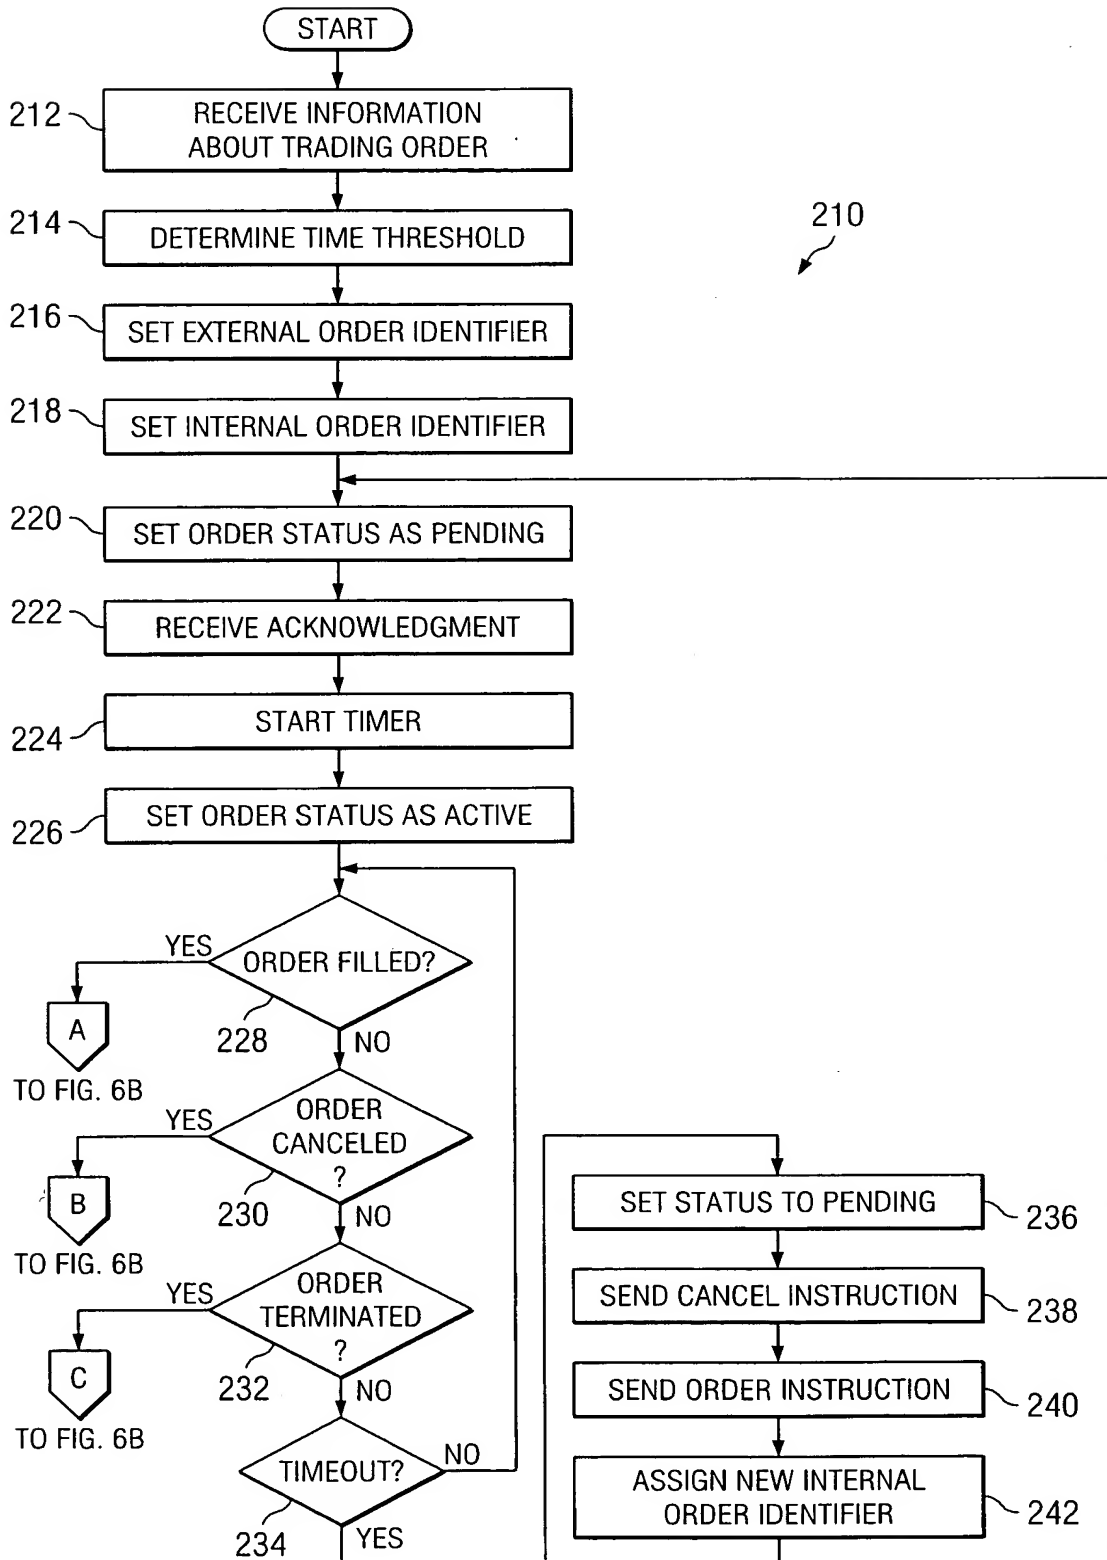 START
212
RECEIVE INFORMATION
ABOUT TRADING ORDER
214
DETERMINE TIME THRESHOLD
210
216
SET EXTERNAL ORDER IDENTIFIER
218
SET INTERNAL ORDER IDENTIFIER
220
SET ORDER STATUS AS PENDING
222
RECEIVE ACKNOWLEDGMENT
224
START TIMER
226
SET ORDER STATUS AS ACTIVE
YES
ORDER FILLED?
228
NO
A
TO FIG. 6B
YES
ORDER
CANCELED
?
230
NO
B
TO FIG. 6B
YES
ORDER
TERMINATED
?
232
NO
C
TO FIG. 6B
TIMEOUT?
NO
234
YES
SET STATUS TO PENDING
236
SEND CANCEL INSTRUCTION
238
SEND ORDER INSTRUCTION
240
ASSIGN NEW INTERNAL
ORDER IDENTIFIER
242